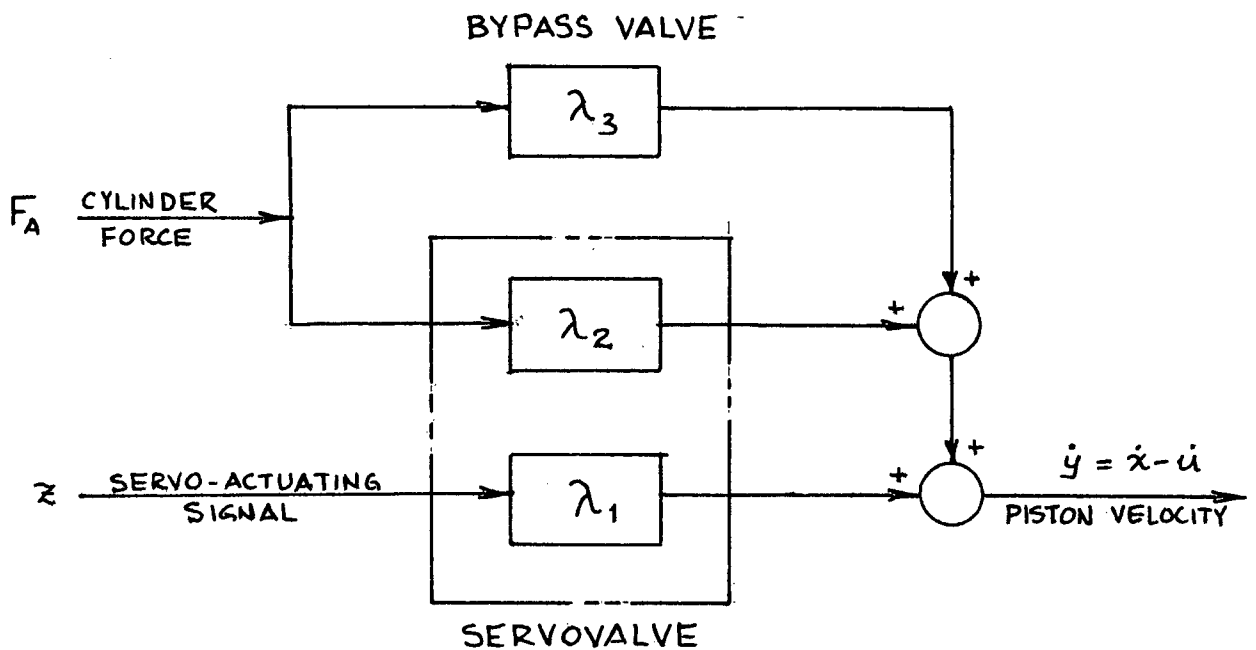 BYPASS VALVE
λ3
+
F_A CYLINDER FORCE
+
λ2
+
z SERVO-ACTUATING SIGNAL
λ1
+
ẏ = ẋ - u̇
PISTON VELOCITY
SERVOVALVE